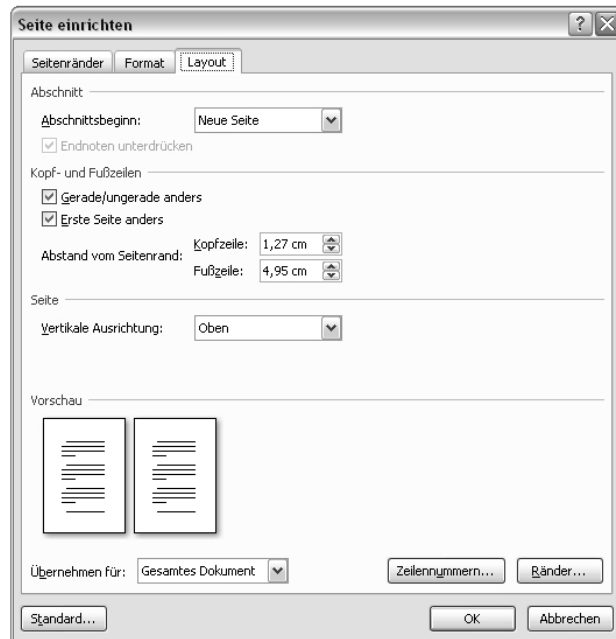 Seite einrichten
Seitenränder Format Layout
Abschnitt
Abschnittsbeginn: Neue Seite
Endnoten unterdrücken
Kopf- und Fußzeilen
Gerade/ungerade anders
Erste Seite anders
Abstand vom Seitenrand: Kopfzeile: 1,27 cm
Fußzeile: 4,95 cm
Seite
Vertikale Ausrichtung: Oben
Vorschau
Übernehmen für: Gesamtes Dokument Zeilennummern... Ränder...
Standard... OK Abbrechen